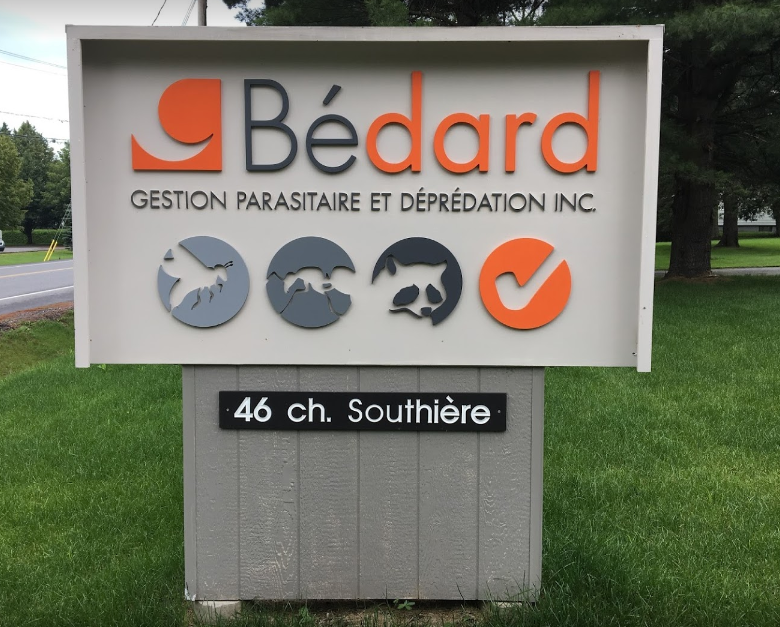 Bédard
GESTION PARASITAIRE ET DÉPRÉDATION INC.
46 ch. Southière